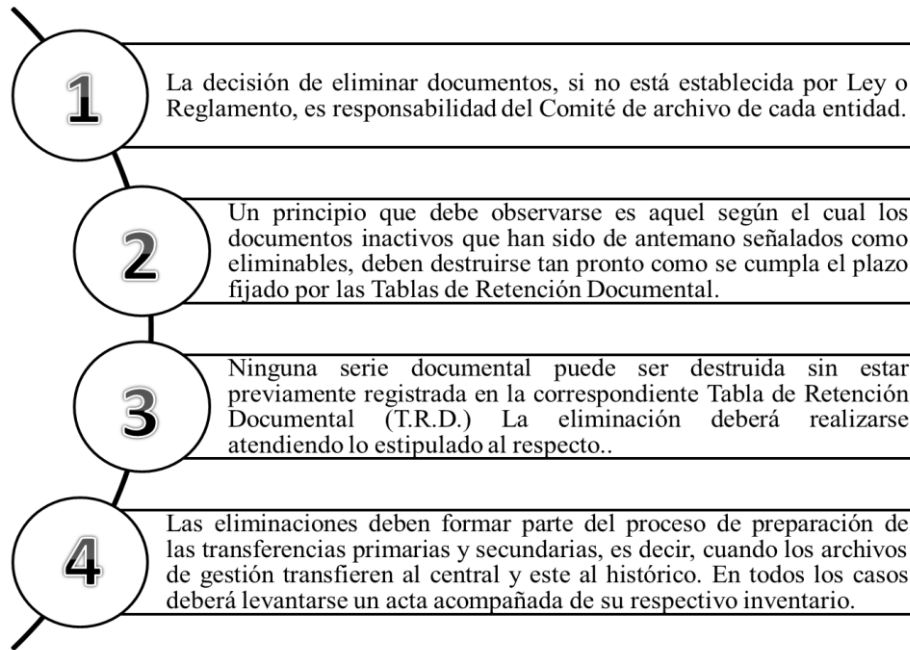 1
La decisión de eliminar documentos, si no está establecida por Ley o
Reglamento, es responsabilidad del Comité de archivo de cada entidad.
2
Un principio que debe observarse es aquel según el cual los
documentos inactivos que han sido de antemano señalados como
eliminables, deben destruirse tan pronto como se cumpla el plazo
fijado por las Tablas de Retención Documental.
3
Ninguna serie documental puede ser destruida sin estar
previamente registrada en la correspondiente Tabla de Retención
Documental (T.R.D.) La eliminación deberá realizarse
atendiendo lo estipulado al respecto..
4
Las eliminaciones deben formar parte del proceso de preparación de
las transferencias primarias y secundarias, es decir, cuando los archivos
de gestión transfieren al central y este al histórico. En todos los casos
deberá levantarse un acta acompañada de su respectivo inventario.